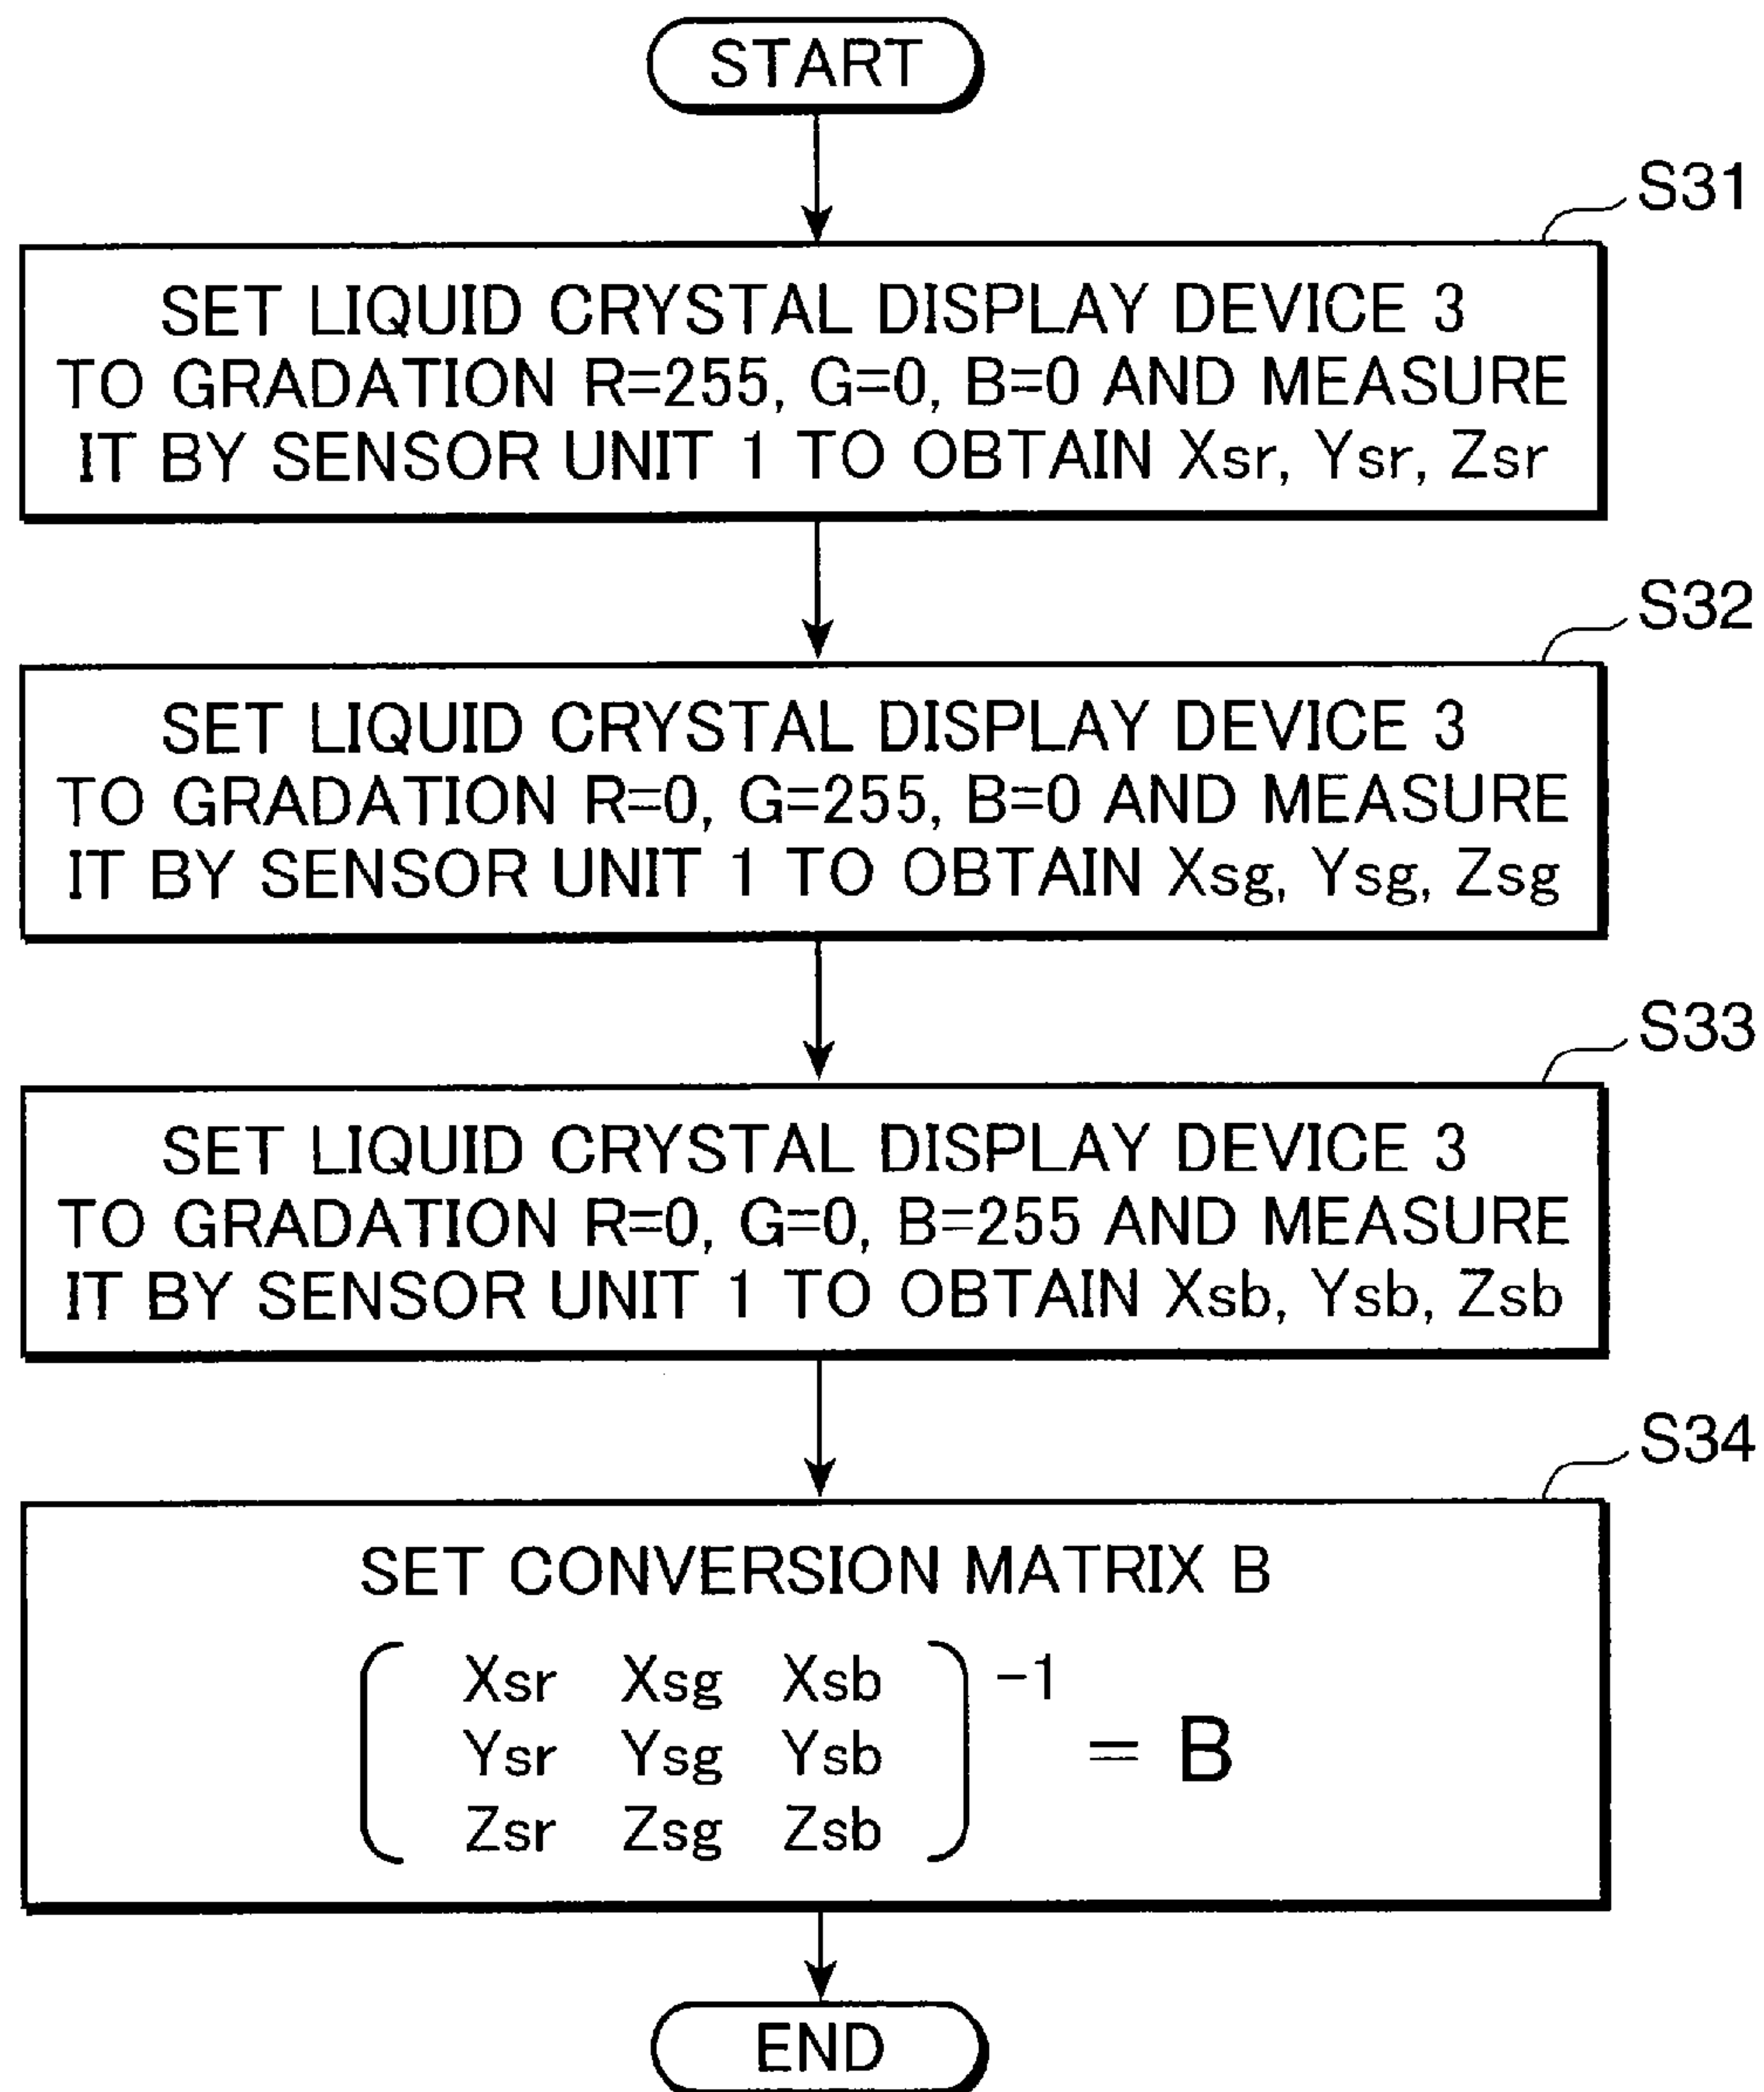 START
S31
SET LIQUID CRYSTAL DISPLAY DEVICE 3
TO GRADATION R=255, G=0, B=0 AND MEASURE
IT BY SENSOR UNIT 1 TO OBTAIN Xsr, Ysr, Zsr
S32
SET LIQUID CRYSTAL DISPLAY DEVICE 3
TO GRADATION R=0, G=255, B=0 AND MEASURE
IT BY SENSOR UNIT 1 TO OBTAIN Xsg, Ysg, Zsg
S33
SET LIQUID CRYSTAL DISPLAY DEVICE 3
TO GRADATION R=0, G=0, B=255 AND MEASURE
IT BY SENSOR UNIT 1 TO OBTAIN Xsb, Ysb, Zsb
S34
SET CONVERSION MATRIX B
Xsr Xsg Xsb -1
Ysr Ysg Ysb = B
Zsr Zsg Zsb
END